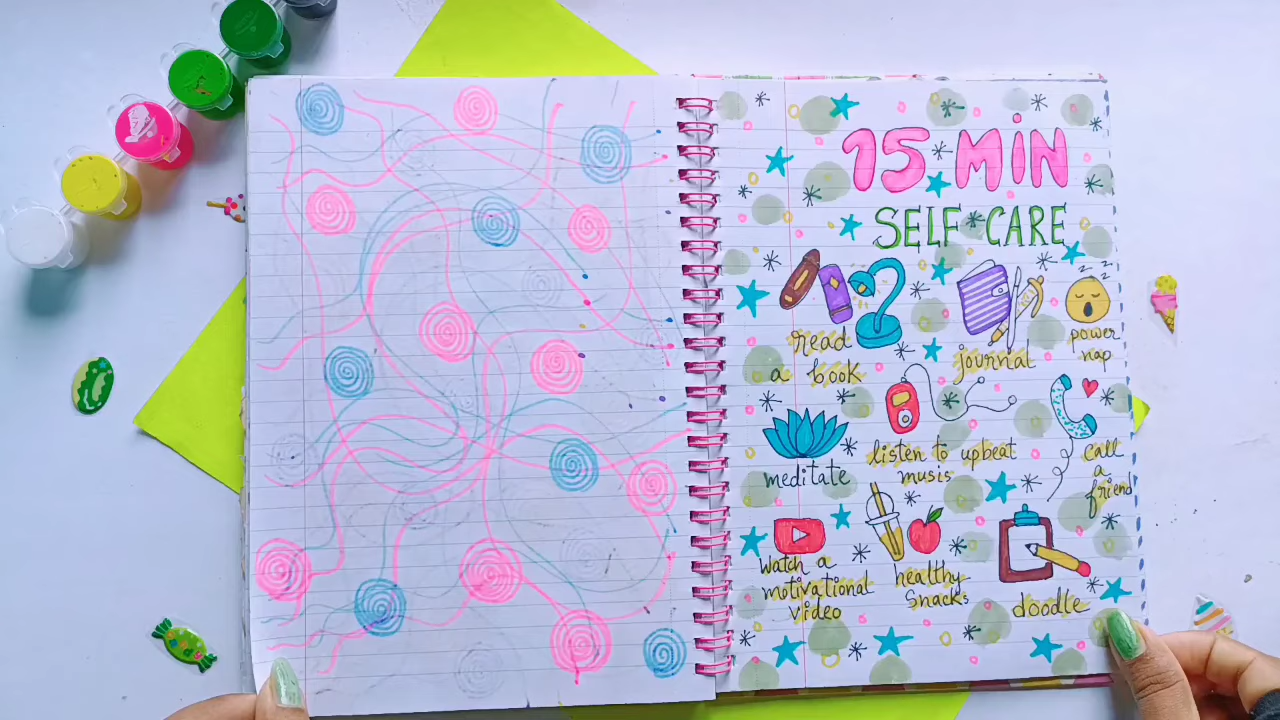 15 MiN
SELF CARE
read
a book
journal
z z z
power
nap
meditate
listen to upbeat
music
call
a
friend
watch a
motivational
video
healthy
snacks
doodle